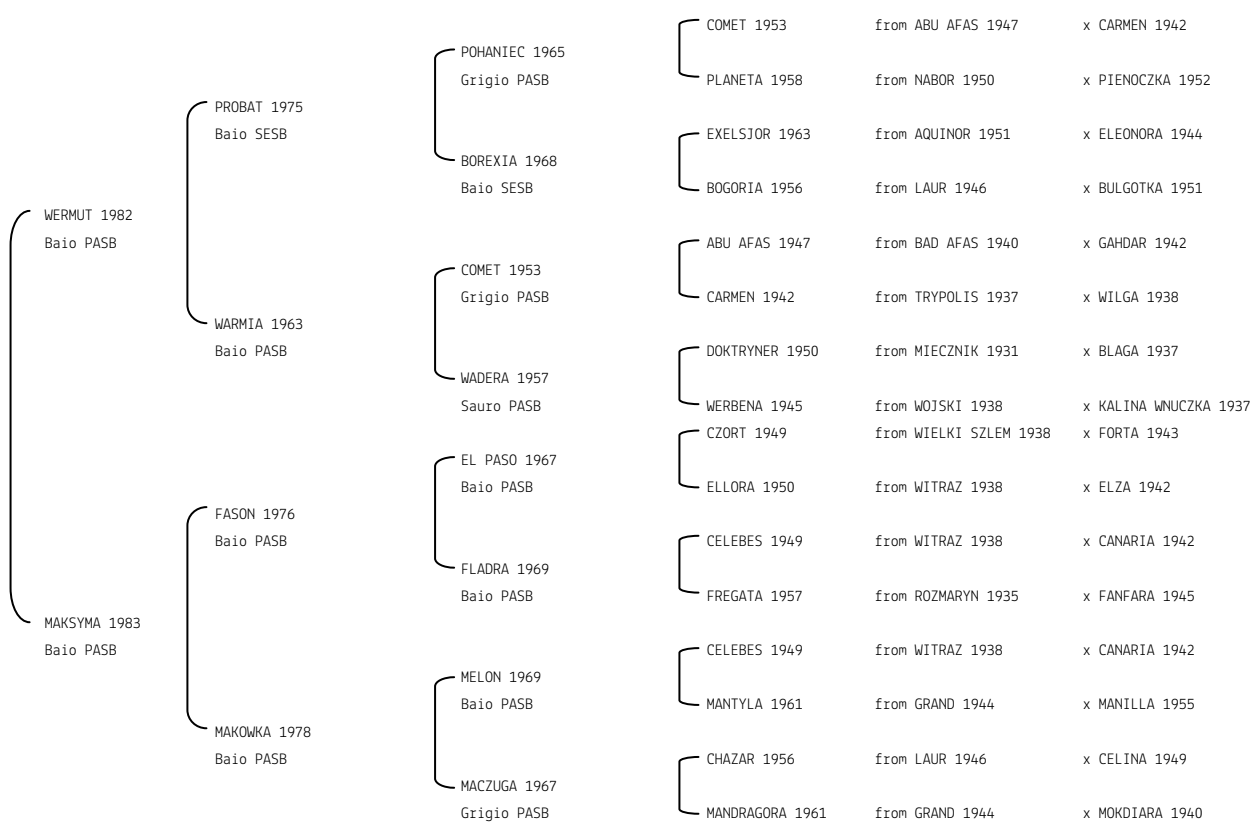 COMET 1953 from ABU AFAS 1947 x CARMEN 1942
POHANIEC 1965
Grigio PASB PLANETA 1958 from NABOR 1950 x PIENOCZKA 1952
PROBAT 1975
Baio SESB EXELSJOR 1963 from AQUINOR 1951 x ELEONORA 1944
BOREXIA 1968
Baio SESB BOGORIA 1956 from LAUR 1946 x BULGOTKA 1951
WERMUT 1982
Baio PASB ABU AFAS 1947 from BAD AFAS 1940 x GAHDAR 1942
COMET 1953
Grigio PASB CARMEN 1942 from TRYPOLIS 1937 x WILGA 1938
WARMIA 1963
Baio PASB DOKTRYNER 1950 from MIECZNIK 1931 x BLAGA 1937
WADERA 1957
Sauro PASB WERBENA 1945 from WOJSKI 1938 x KALINA WNUCZKA 1937
CZORT 1949 from WIELKI SZLEM 1938 x FORTA 1943
EL PASO 1967
Baio PASB ELLORA 1950 from WITRAZ 1938 x ELZA 1942
FASON 1976
Baio PASB CELEBES 1949 from WITRAZ 1938 x CANARIA 1942
FLADRA 1969
Baio PASB FREGATA 1957 from ROZMARYN 1935 x FANFARA 1945
MAKSYMA 1983
Baio PASB CELEBES 1949 from WITRAZ 1938 x CANARIA 1942
MELON 1969
Baio PASB MANTYLA 1961 from GRAND 1944 x MANILLA 1955
MAKOWKA 1978
Baio PASB CHAZAR 1956 from LAUR 1946 x CELINA 1949
MACZUGA 1967
Grigio PASB MANDRAGORA 1961 from GRAND 1944 x MOKDIARA 1940